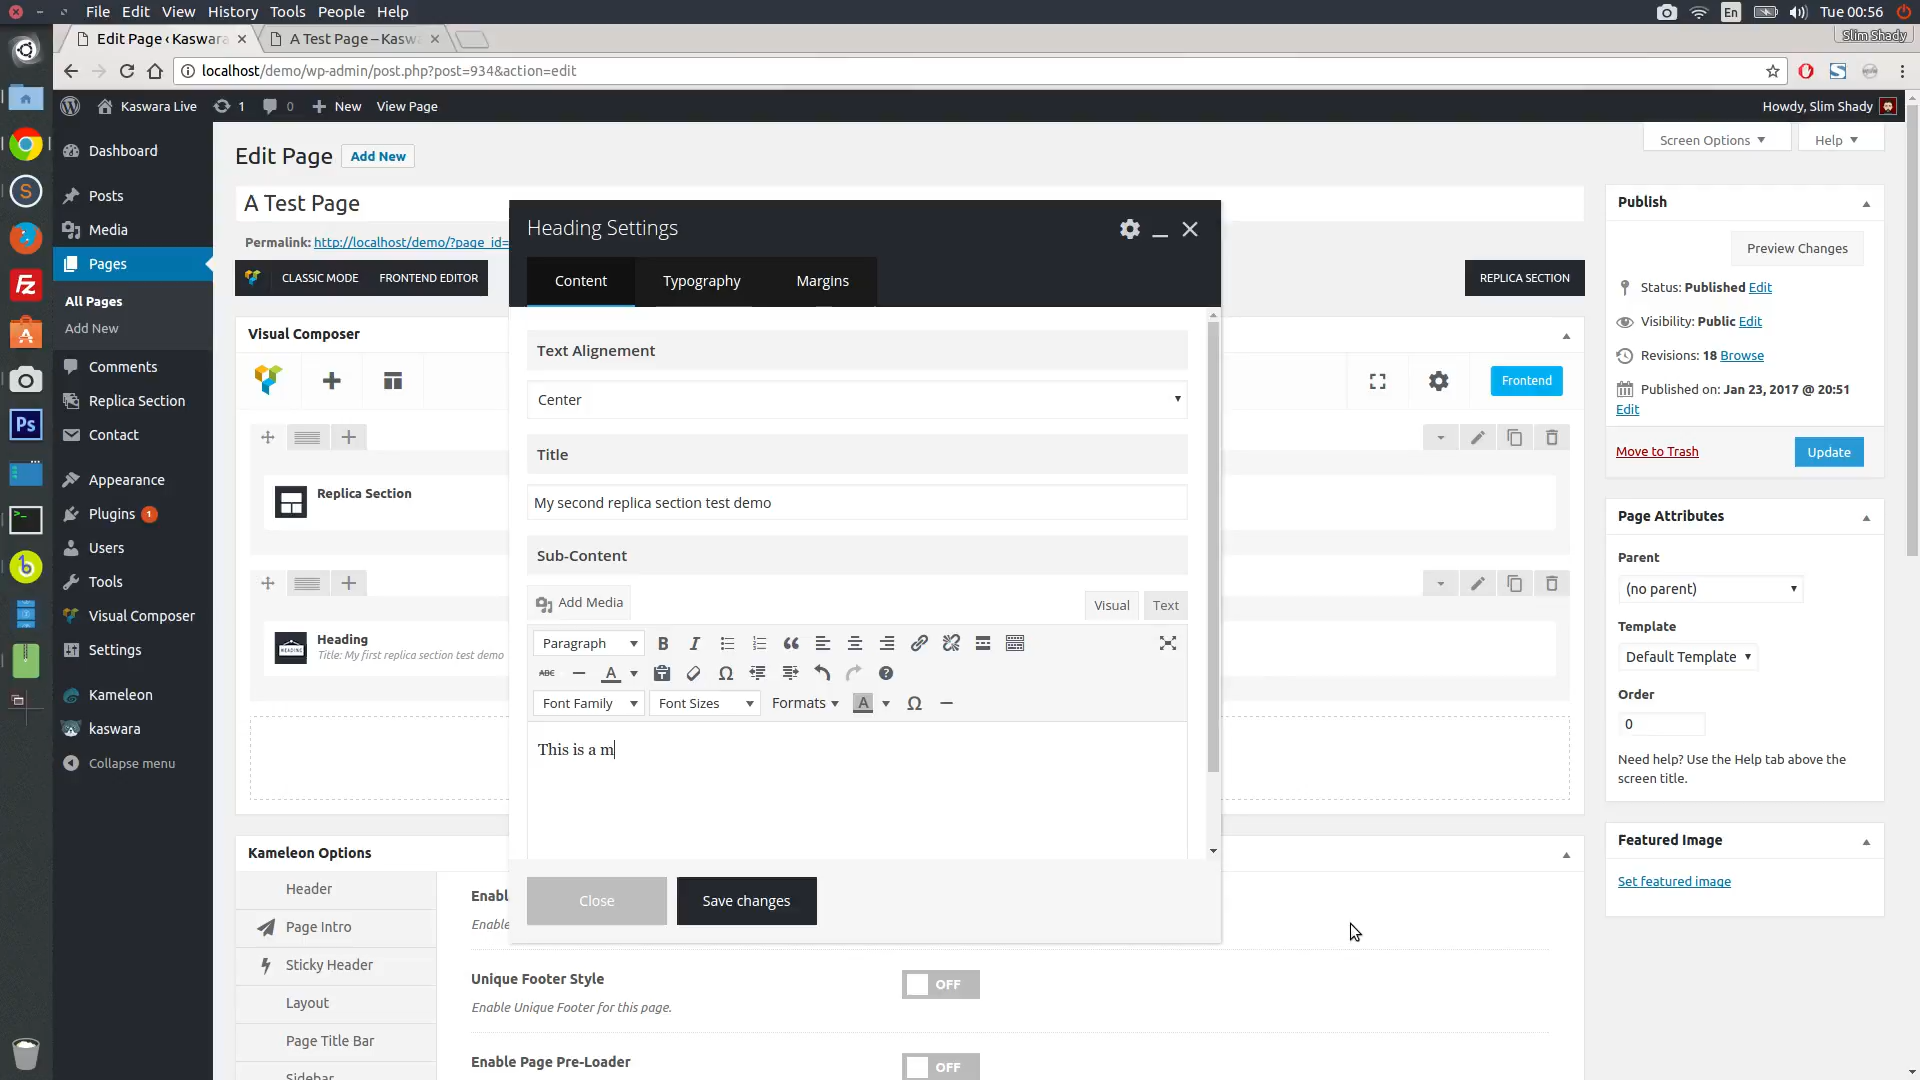 File Edit View History Tools People Help
En
Tue 00:56
Edit Page ‹ Kaswara
A Test Page – Kasw
Slim Shady
localhost/demo/wp-admin/post.php?post=934&action=edit
Kaswara Live 1 0 New View Page
Howdy, Slim Shady
Dashboard
Posts
Media
Pages
All Pages
Add New
Comments
Replica Section
Contact
Appearance
Plugins 1
Users
Tools
Visual Composer
Settings
Kameleon
kaswara
Collapse menu
Screen Options
Help
Edit Page
Add New
A Test Page
Permalink: http://localhost/demo/?page_id=
CLASSIC MODE
FRONTEND EDITOR
REPLICA SECTION
Visual Composer
Frontend
Replica Section
Heading
Title: My first replica section test demo
Heading Settings
Content
Typography
Margins
Text Alignement
Center
Title
My second replica section test demo
Sub-Content
Add Media
Visual
Text
Paragraph
B I
ABC
A
Font Family
Font Sizes
Formats
A
This is a m
Close
Save changes
Kameleon Options
Header
Page Intro
Sticky Header
Layout
Page Title Bar
Sidebar
Enabl
Enable
Unique Footer Style
Enable Unique Footer for this page.
OFF
Enable Page Pre-Loader
OFF
Publish
Preview Changes
Status: Published Edit
Visibility: Public Edit
Revisions: 18 Browse
Published on: Jan 23, 2017 @ 20:51
Edit
Move to Trash
Update
Page Attributes
Parent
(no parent)
Template
Default Template
Order
0
Need help? Use the Help tab above the
screen title.
Featured Image
Set featured image